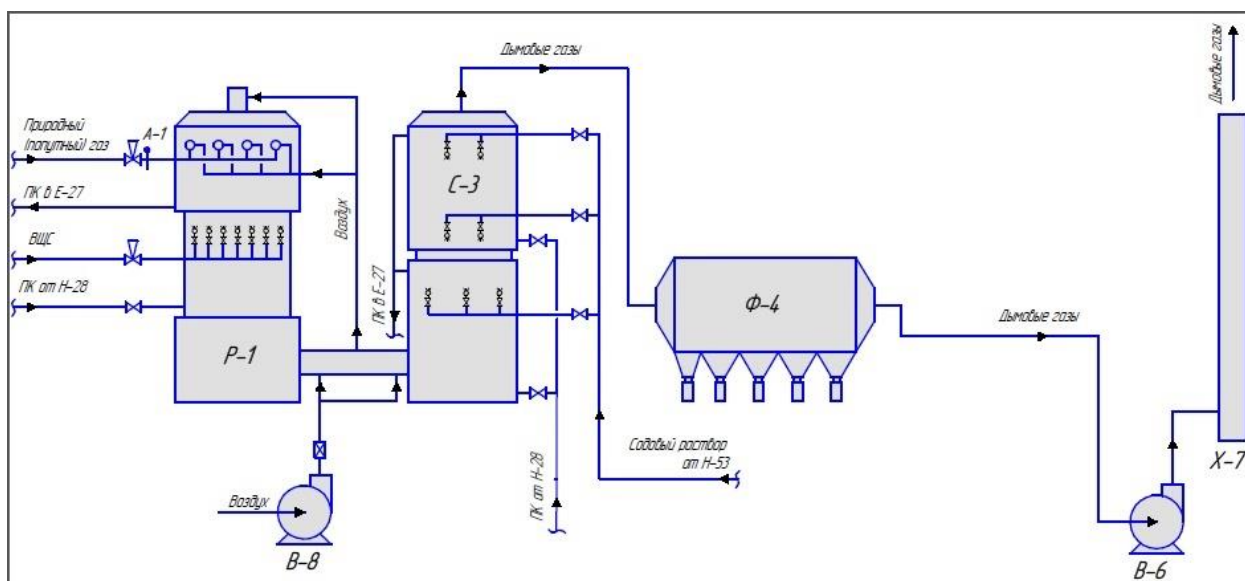 Дымовые газы
Дымовые газы
Природный
(попутный) газ
А-1
ПК в Е-27
ВЩС
ПК от Н-28
Р-1
Воздух
С-3
ПК в Е-27
Ф-4
Дымовые газы
Содовый раствор
от Н-53
ПК от Н-28
Воздух
В-8
Х-7
В-6